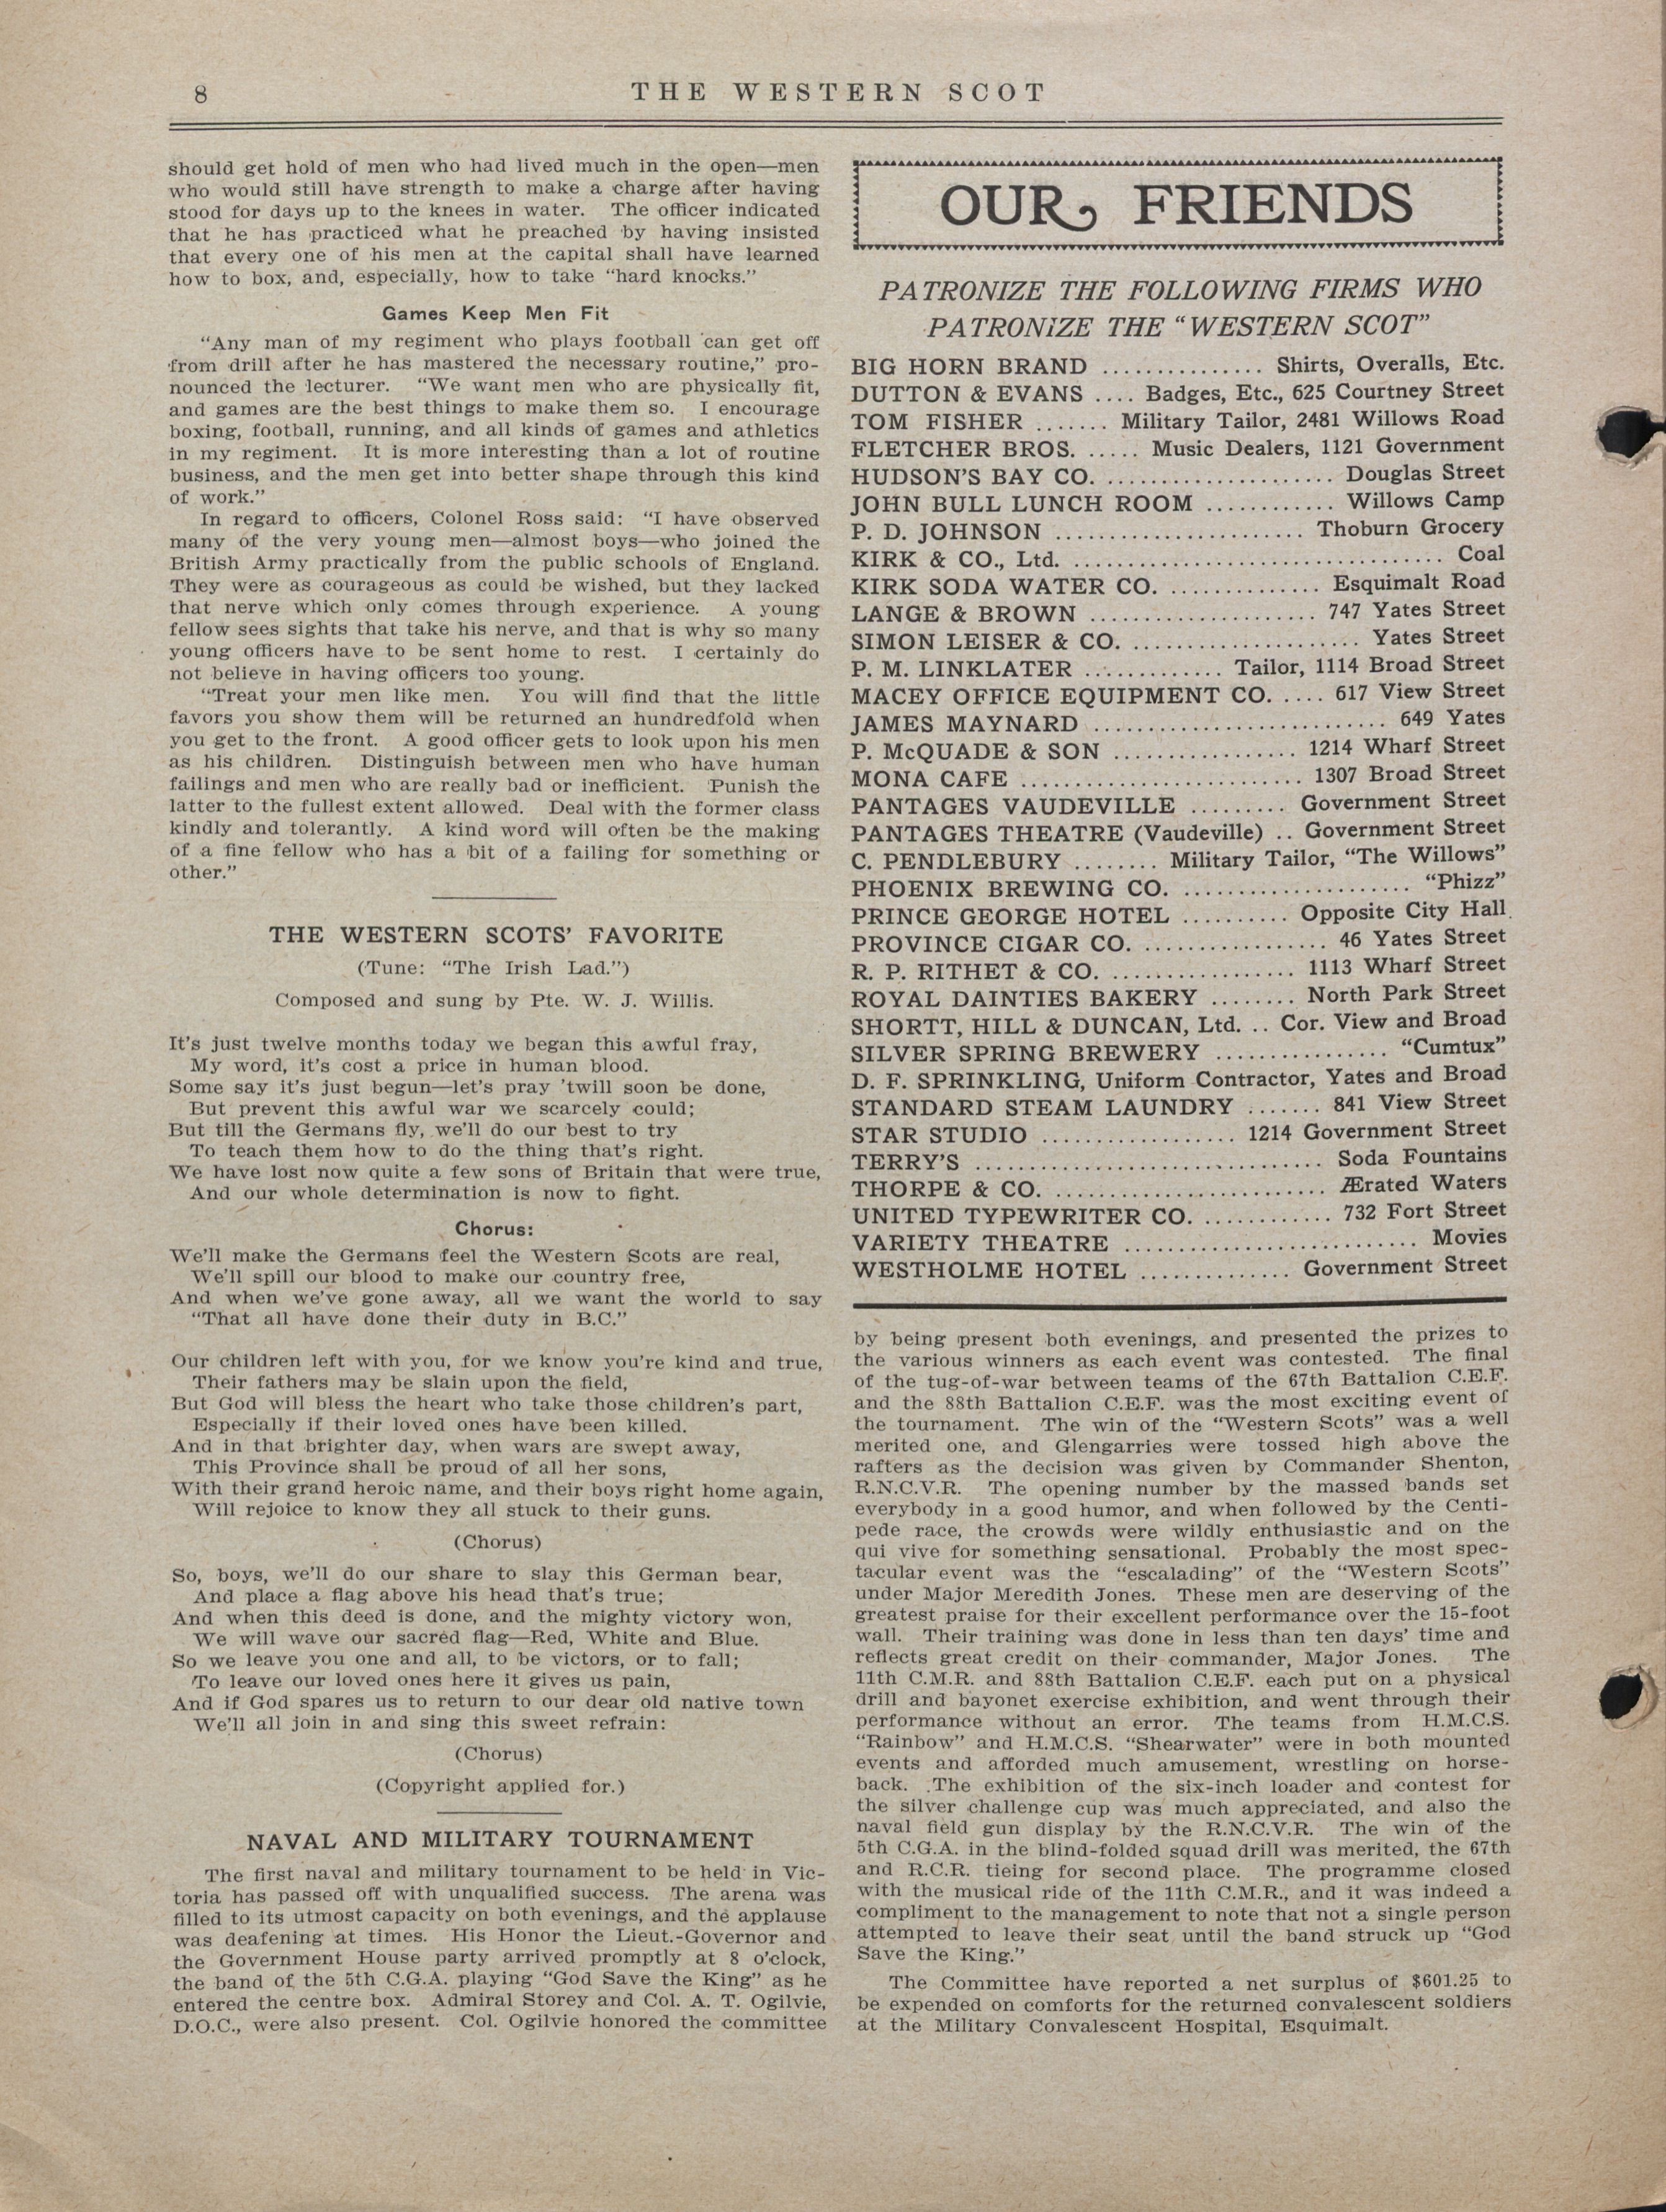 8
THE WESTERN SCOT
should get hold of men who had lived much in the open—men
who would still have strength to make a charge after having
stood for days up to the knees in water. The officer indicated
that he has practiced what he preached by having insisted
that every one of his men at the capital shall have learned
how to box, and, especially, how to take “hard knocks.”
Games Keep Men Fit
“Any man of my regiment who plays football can get off
from drill after he has mastered the necessary routine,” pro-
nounced the lecturer. “We want men who are physically fit,
and games are the best things to make them so. I encourage
boxing, football, running, and all kinds of games and athletics
in my regiment. It is more interesting than a lot of routine
business, and the men get into better shape through this kind
of work.”
In regard to officers, Colonel Ross said: “I have observed
many of the very young men—almost boys—who joined the
British Army practically from the public schools of England.
They were as courageous as could be wished, but they lacked
that nerve which only comes through experience. A young
fellow sees sights that take his nerve, and that is why so many
young officers have to be sent home to rest. I certainly do
not believe in having officers too young.
“Treat your men like men. You will find that the little
favors you show them will be returned an hundredfold when
you get to the front. A good officer gets to look upon his men
as his children. Distinguish between men who have human
failings and men who are really bad or inefficient. Punish the
latter to the fullest extent allowed. Deal with the former class
kindly and tolerantly. A kind word will often be the making
of a fine fellow who has a bit of a failing for something or
other.”
THE WESTERN SCOTS’ FAVORITE
(Tune: “The Irish Lad.”)
Composed and sung by Pte. W. J. Willis.
It’s just twelve months today we began this awful fray,
My word, it’s cost a price in human blood.
Some say it’s just begun—let’s pray ’twill soon be done,
But prevent this awful war we scarcely could;
But till the Germans fly, we’ll do our best to try
To teach them how to do the thing that’s right.
We have lost now quite a few sons of Britain that were true,
And our whole determination is now to fight.
Chorus:
We’ll make the Germans feel the Western Scots are real,
We’ll spill our blood to make our country free,
And when we’ve gone away, all we want the world to say
“That all have done their duty in B.C.”
Our children left with you, for we know you’re kind and true,
Their fathers may be slain upon the field,
But God will bless the heart who take those children’s part,
Especially if their loved ones have been killed.
And in that brighter day, when wars are swept away,
This Province shall be proud of all her sons,
With their grand heroic name, and their boys right home again,
Will rejoice to know they all stuck to their guns.
(Chorus)
So, boys, we’ll do our share to slay this German bear,
And place a flag above his head that’s true;
And when this deed is done, and the mighty victory won,
We will wave our sacred flag—Red, White and Blue.
So we leave you one and all, to be victors, or to fall;
To leave our loved ones here it gives us pain,
And if God spares us to return to our dear old native town
We’ll all join in and sing this sweet refrain:
(Chorus)
(Copyright applied for.)
NAVAL AND MILITARY TOURNAMENT
The first naval and military tournament to be held in Vic-
toria has passed off with unqualified success. The arena was
filled to its utmost capacity on both evenings, and the applause
was deafening at times. His Honor the Lieut.-Governor and
the Government House party arrived promptly at 8 o’clock,
the band of the 5th C.G.A. playing “God Save the King” as he
entered the centre box. Admiral Storey and Col. A. T. Ogilvie,
D.O.C., were also present. Col. Ogilvie honored the committee
OUR FRIENDS
PATRONIZE THE FOLLOWING FIRMS WHO
PATRONIZE THE “WESTERN SCOT”
BIG HORN BRAND ............... Shirts, Overalls, Etc.
DUTTON & EVANS .... Badges, Etc., 625 Courtney Street
TOM FISHER ....... Military Tailor, 2481 Willows Road
FLETCHER BROS. ..... Music Dealers, 1121 Government
HUDSON’S BAY CO. ..................... Douglas Street
JOHN BULL LUNCH ROOM ............ Willows Camp
P. D. JOHNSON ....................... Thoburn Grocery
KIRK & CO., Ltd. .................................. Coal
KIRK SODA WATER CO. .............. Esquimalt Road
LANGE & BROWN ..................... 747 Yates Street
SIMON LEISER & CO. ..................... Yates Street
P. M. LINKLATER ............. Tailor, 1114 Broad Street
MACEY OFFICE EQUIPMENT CO. ..... 617 View Street
JAMES MAYNARD ........................... 649 Yates
P. McQUADE & SON ................. 1214 Wharf Street
MONA CAFE .......................... 1307 Broad Street
PANTAGES VAUDEVILLE ......... Government Street
PANTAGES THEATRE (Vaudeville) .. Government Street
C. PENDLEBURY ........ Military Tailor, “The Willows”
PHOENIX BREWING CO. ..................... “Phizz”
PRINCE GEORGE HOTEL .......... Opposite City Hall
PROVINCE CIGAR CO. ................. 46 Yates Street
R. P. RITHET & CO. ................. 1113 Wharf Street
ROYAL DAINTIES BAKERY ........ North Park Street
SHORTT, HILL & DUNCAN, Ltd. .. Cor. View and Broad
SILVER SPRING BREWERY ................ “Cumtux”
D. F. SPRINKLING, Uniform Contractor, Yates and Broad
STANDARD STEAM LAUNDRY ....... 841 View Street
STAR STUDIO .................. 1214 Government Street
TERRY’S ................................ Soda Fountains
THORPE & CO. ......................... Ærated Waters
UNITED TYPEWRITER CO. ............ 732 Fort Street
VARIETY THEATRE ........................... Movies
WESTHOLME HOTEL .............. Government Street
by being present both evenings, and presented the prizes to
the various winners as each event was contested. The final
of the tug-of-war between teams of the 67th Battalion C.E.F.
and the 88th Battalion C.E.F. was the most exciting event of
the tournament. The win of the “Western Scots” was a well
merited one, and Glengarries were tossed high above the
rafters as the decision was given by Commander Shenton,
R.N.C.V.R. The opening number by the massed bands set
everybody in a good humor, and when followed by the Centi-
pede race, the crowds were wildly enthusiastic and on the
qui vive for something sensational. Probably the most spec-
tacular event was the “escalading” of the “Western Scots”
under Major Meredith Jones. These men are deserving of the
greatest praise for their excellent performance over the 15-foot
wall. Their training was done in less than ten days’ time and
reflects great credit on their commander, Major Jones. The
11th C.M.R. and 88th Battalion C.E.F. each put on a physical
drill and bayonet exercise exhibition, and went through their
performance without an error. The teams from H.M.C.S.
“Rainbow” and H.M.C.S. “Shearwater” were in both mounted
events and afforded much amusement, wrestling on horse-
back. The exhibition of the six-inch loader and contest for
the silver challenge cup was much appreciated, and also the
naval field gun display by the R.N.C.V.R. The win of the
5th C.G.A. in the blind-folded squad drill was merited, the 67th
and R.C.R. tieing for second place. The programme closed
with the musical ride of the 11th C.M.R., and it was indeed a
compliment to the management to note that not a single person
attempted to leave their seat until the band struck up “God
Save the King.”
The Committee have reported a net surplus of $601.25 to
be expended on comforts for the returned convalescent soldiers
at the Military Convalescent Hospital, Esquimalt.